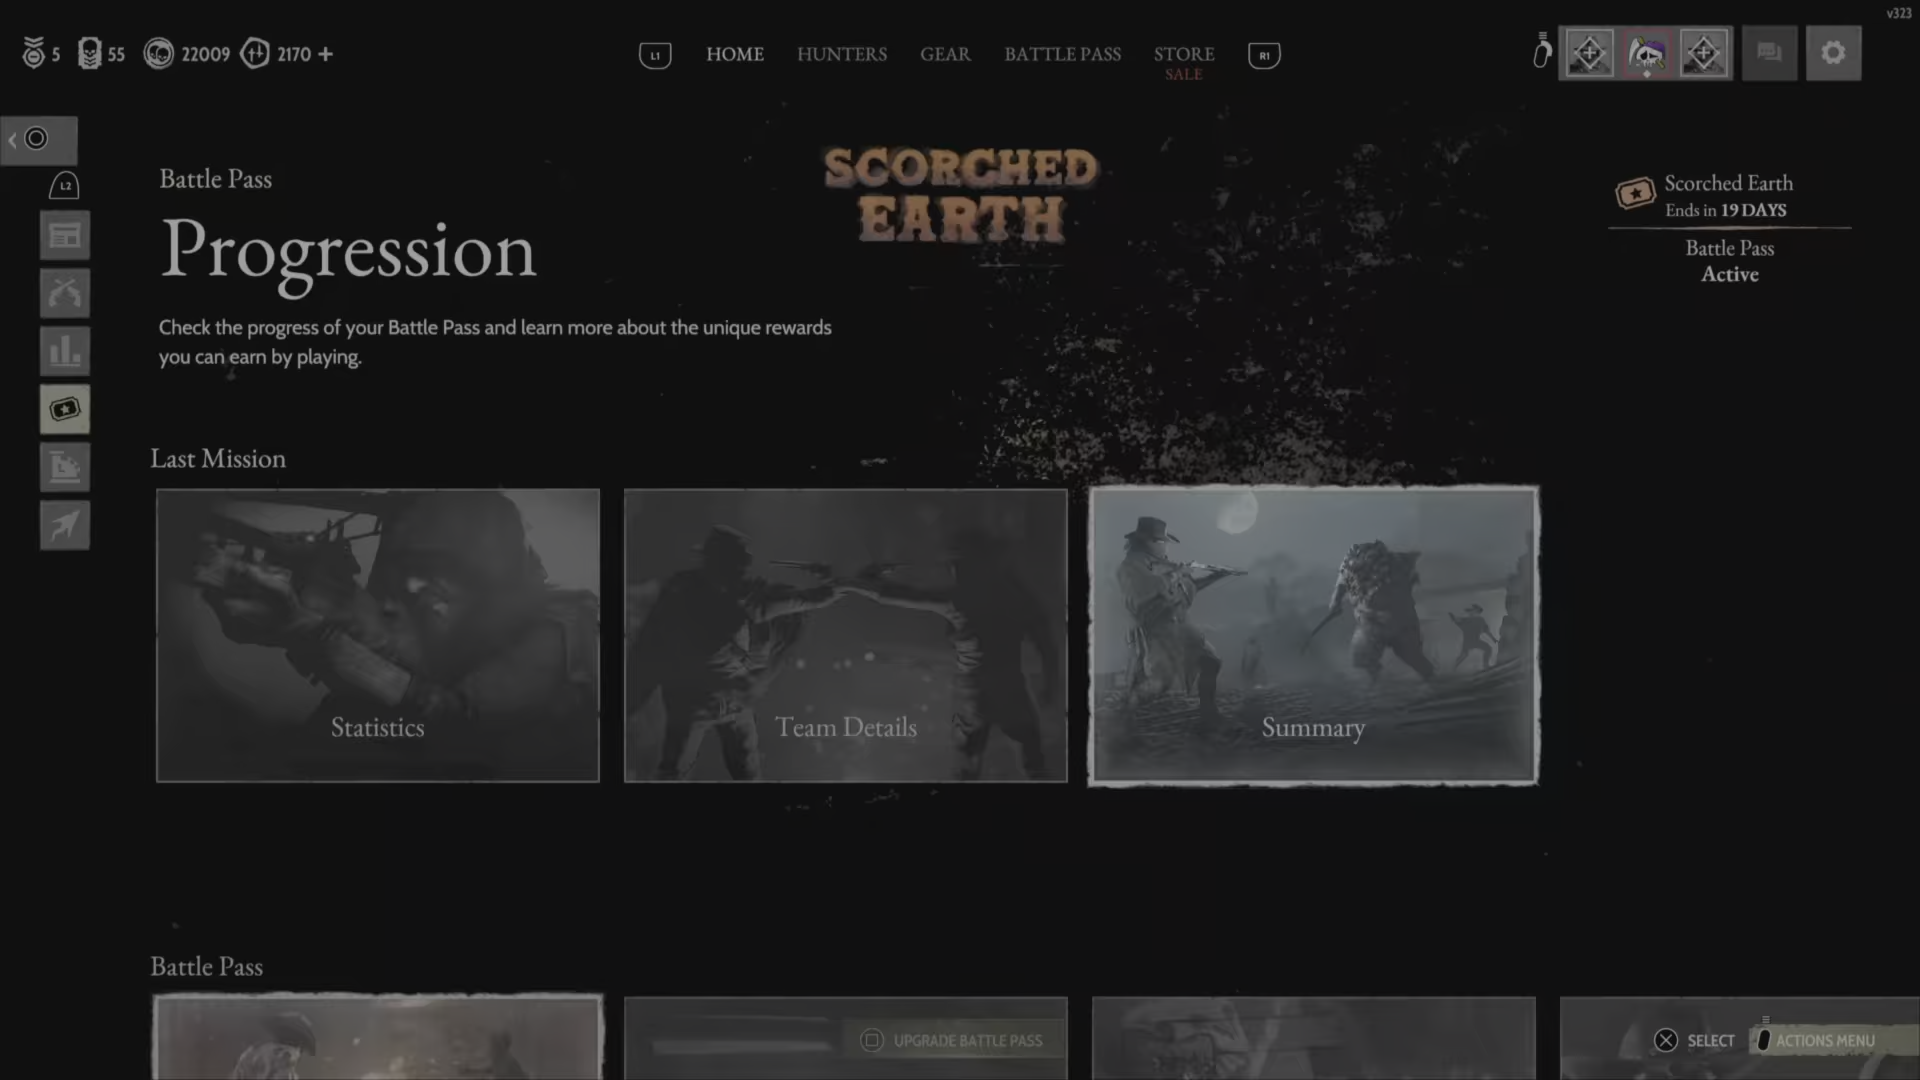 v323
5
55
22009
2170 +
L1
HOME
HUNTERS
GEAR
BATTLE PASS
STORE
SALE
R1
L2
Battle Pass
Progression
Check the progress of your Battle Pass and learn more about the unique rewards
you can earn by playing.
SCORCHED
EARTH
Scorched Earth
Ends in 19 DAYS
Battle Pass
Active
Last Mission
Statistics
Team Details
Summary
Battle Pass
UPGRADE BATTLE PASS
SELECT
ACTIONS MENU